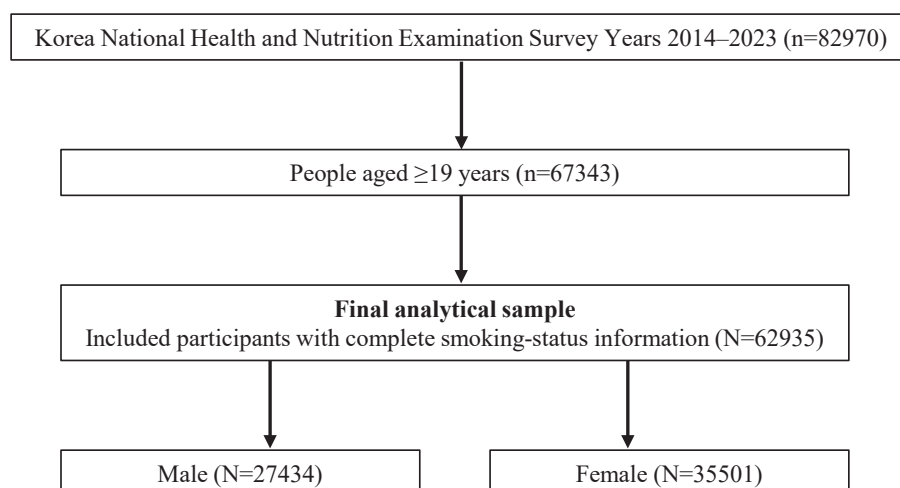 Korea National Health and Nutrition Examination Survey Years 2014–2023 (n=82970)
People aged ≥19 years (n=67343)
Final analytical sample
Included participants with complete smoking-status information (N=62935)
Male (N=27434)
Female (N=35501)